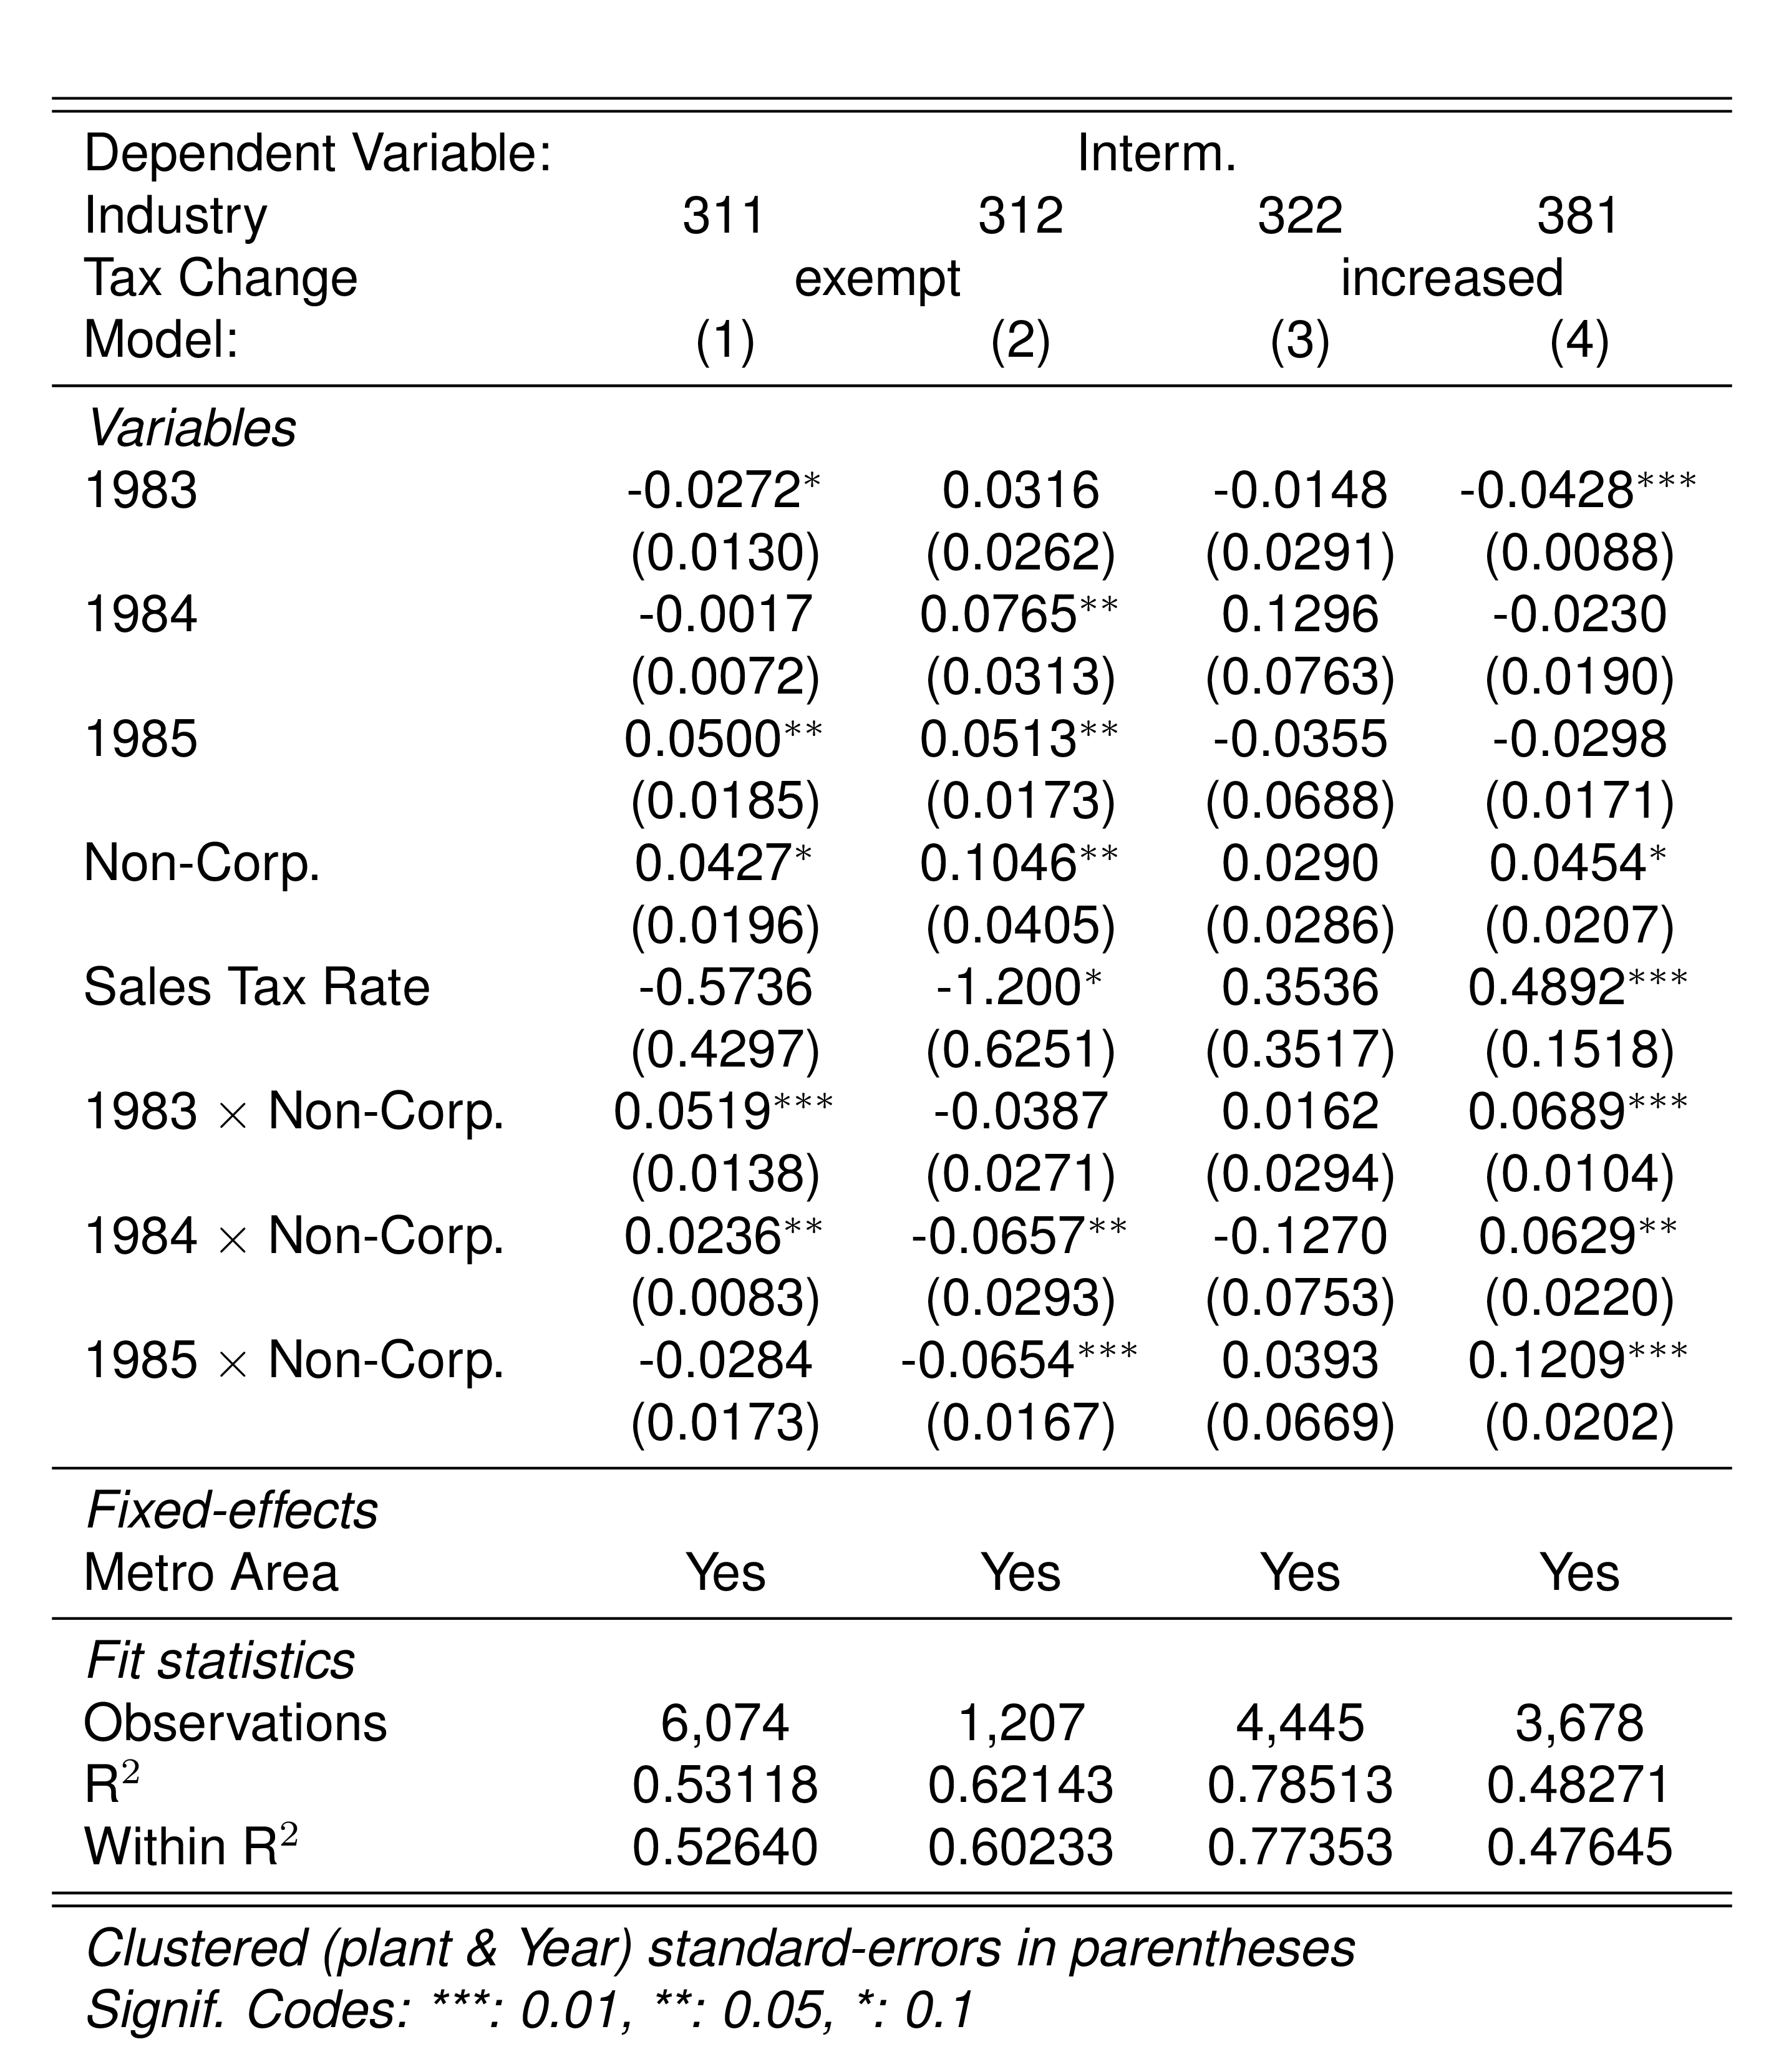 Dependent Variable: Interm.
Industry 311 312 322 381
Tax Change exempt increased
Model: (1) (2) (3) (4)
Variables
1983 -0.0272* 0.0316 -0.0148 -0.0428***
(0.0130) (0.0262) (0.0291) (0.0088)
1984 -0.0017 0.0765** 0.1296 -0.0230
(0.0072) (0.0313) (0.0763) (0.0190)
1985 0.0500** 0.0513** -0.0355 -0.0298
(0.0185) (0.0173) (0.0688) (0.0171)
Non-Corp. 0.0427* 0.1046** 0.0290 0.0454*
(0.0196) (0.0405) (0.0286) (0.0207)
Sales Tax Rate -0.5736 -1.200* 0.3536 0.4892***
(0.4297) (0.6251) (0.3517) (0.1518)
1983 × Non-Corp. 0.0519*** -0.0387 0.0162 0.0689***
(0.0138) (0.0271) (0.0294) (0.0104)
1984 × Non-Corp. 0.0236** -0.0657** -0.1270 0.0629**
(0.0083) (0.0293) (0.0753) (0.0220)
1985 × Non-Corp. -0.0284 -0.0654*** 0.0393 0.1209***
(0.0173) (0.0167) (0.0669) (0.0202)
Fixed-effects
Metro Area Yes Yes Yes Yes
Fit statistics
Observations 6,074 1,207 4,445 3,678
R² 0.53118 0.62143 0.78513 0.48271
Within R² 0.52640 0.60233 0.77353 0.47645
Clustered (plant & Year) standard-errors in parentheses
Signif. Codes: ***: 0.01, **: 0.05, *: 0.1